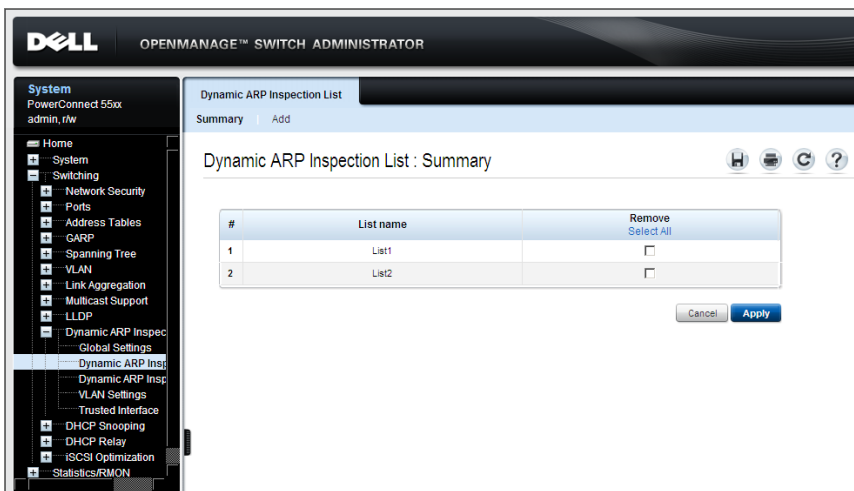 DELL
OPENMANAGE™ SWITCH ADMINISTRATOR
System
PowerConnect 55xx
admin, r/w
Home
System
Switching
Network Security
Ports
Address Tables
GARP
Spanning Tree
VLAN
Link Aggregation
Multicast Support
LLDP
Dynamic ARP Inspec
Global Settings
Dynamic ARP Insp
Dynamic ARP Insp
VLAN Settings
Trusted Interface
DHCP Snooping
DHCP Relay
iSCSI Optimization
Statistics/RMON
Dynamic ARP Inspection List
Summary Add
Dynamic ARP Inspection List : Summary
# List name Remove
Select All
1 List1
2 List2
Cancel Apply